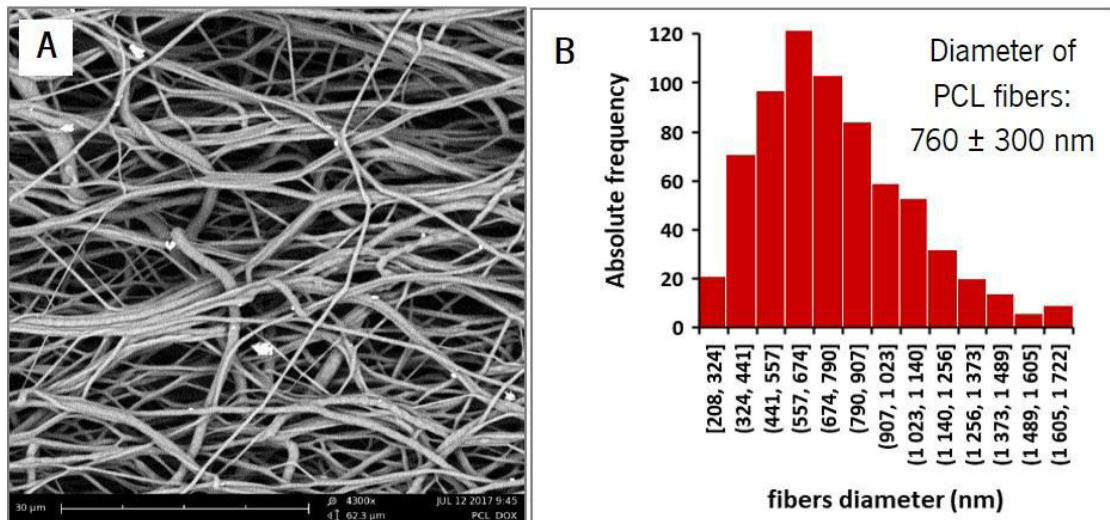 A
30 µm
4300x
62.3 µm
JUL 12 2017 9:45
PCL_DOX
B
Diameter of
PCL fibers:
760 ± 300 nm
Absolute frequency
120
100
80
60
40
20
0
[208, 324]
(324, 441]
(441, 557]
(557, 674]
(674, 790]
(790, 907]
(907, 1 023]
(1 023, 1 140]
(1 140, 1 256]
(1 256, 1 373]
(1 373, 1 489]
(1 489, 1 605]
(1 605, 1 722]
fibers diameter (nm)